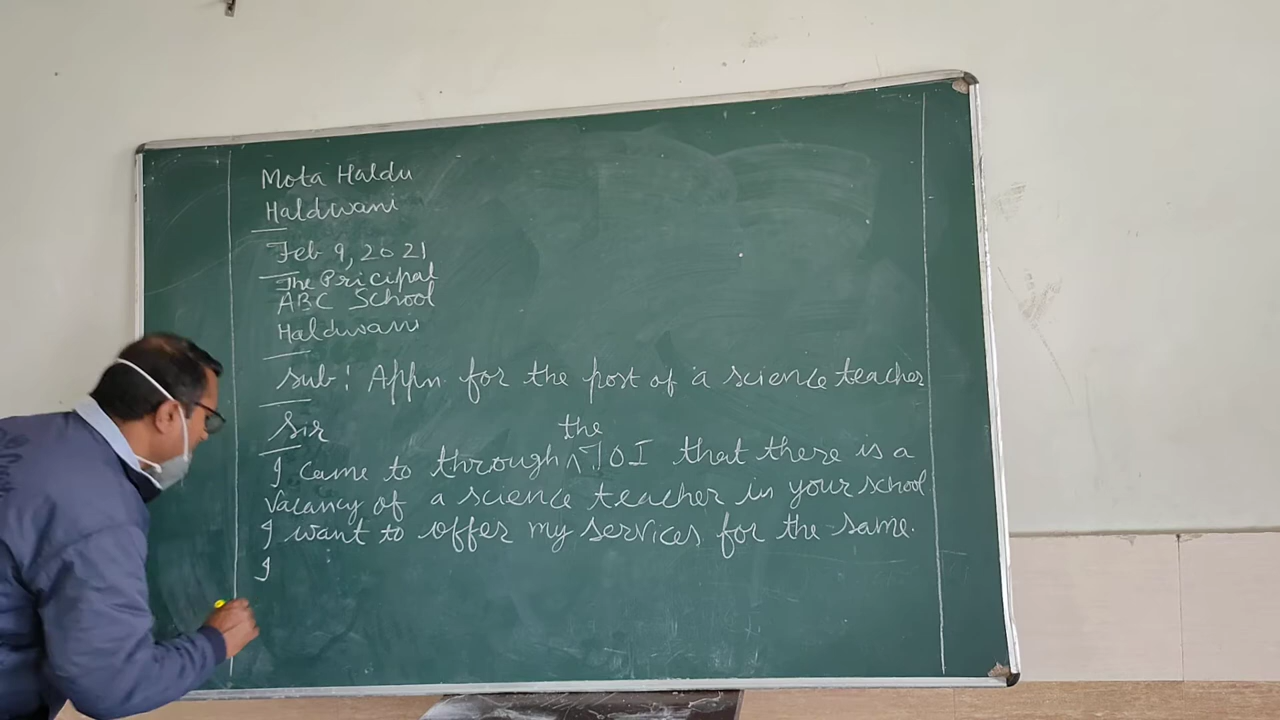 Mota Haldu
Haldwani
Feb 9, 2021
The Pricipal
ABC School
Haldwani
Sub: Appn. for the post of a science teacher
Sir
the
I came to through ^ TOI that there is a
vacancy of a science teacher in your school
I want to offer my services for the same.
I